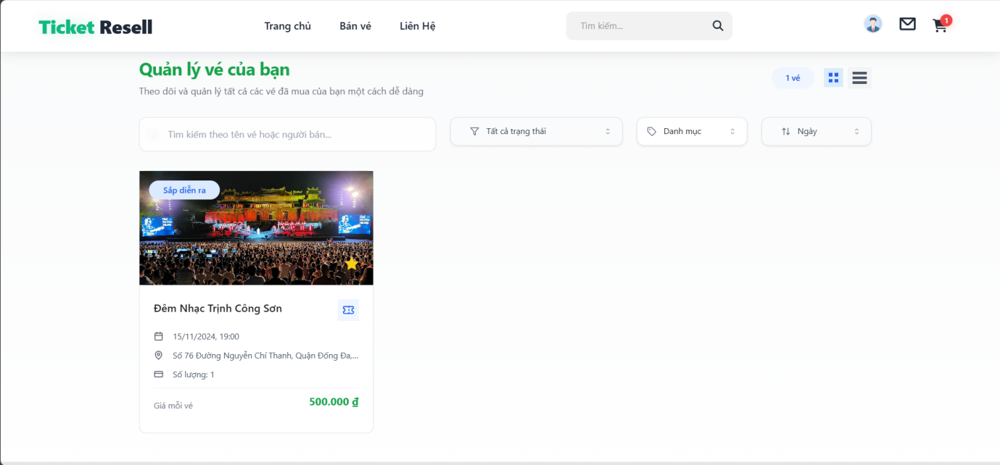 Ticket Resell
Trang chủ
Bán vé
Liên Hệ
Tìm kiếm...
1
Quản lý vé của bạn
Theo dõi và quản lý tất cả các vé đã mua của bạn một cách dễ dàng
1 vé
Tìm kiếm theo tên vé hoặc người bán...
Tất cả trạng thái
Danh mục
Ngày
Sắp diễn ra
Đêm Nhạc Trịnh Công Sơn
15/11/2024, 19:00
Số 76 Đường Nguyễn Chí Thanh, Quận Đống Đa,...
Số lượng: 1
Giá mỗi vé
500.000 ₫